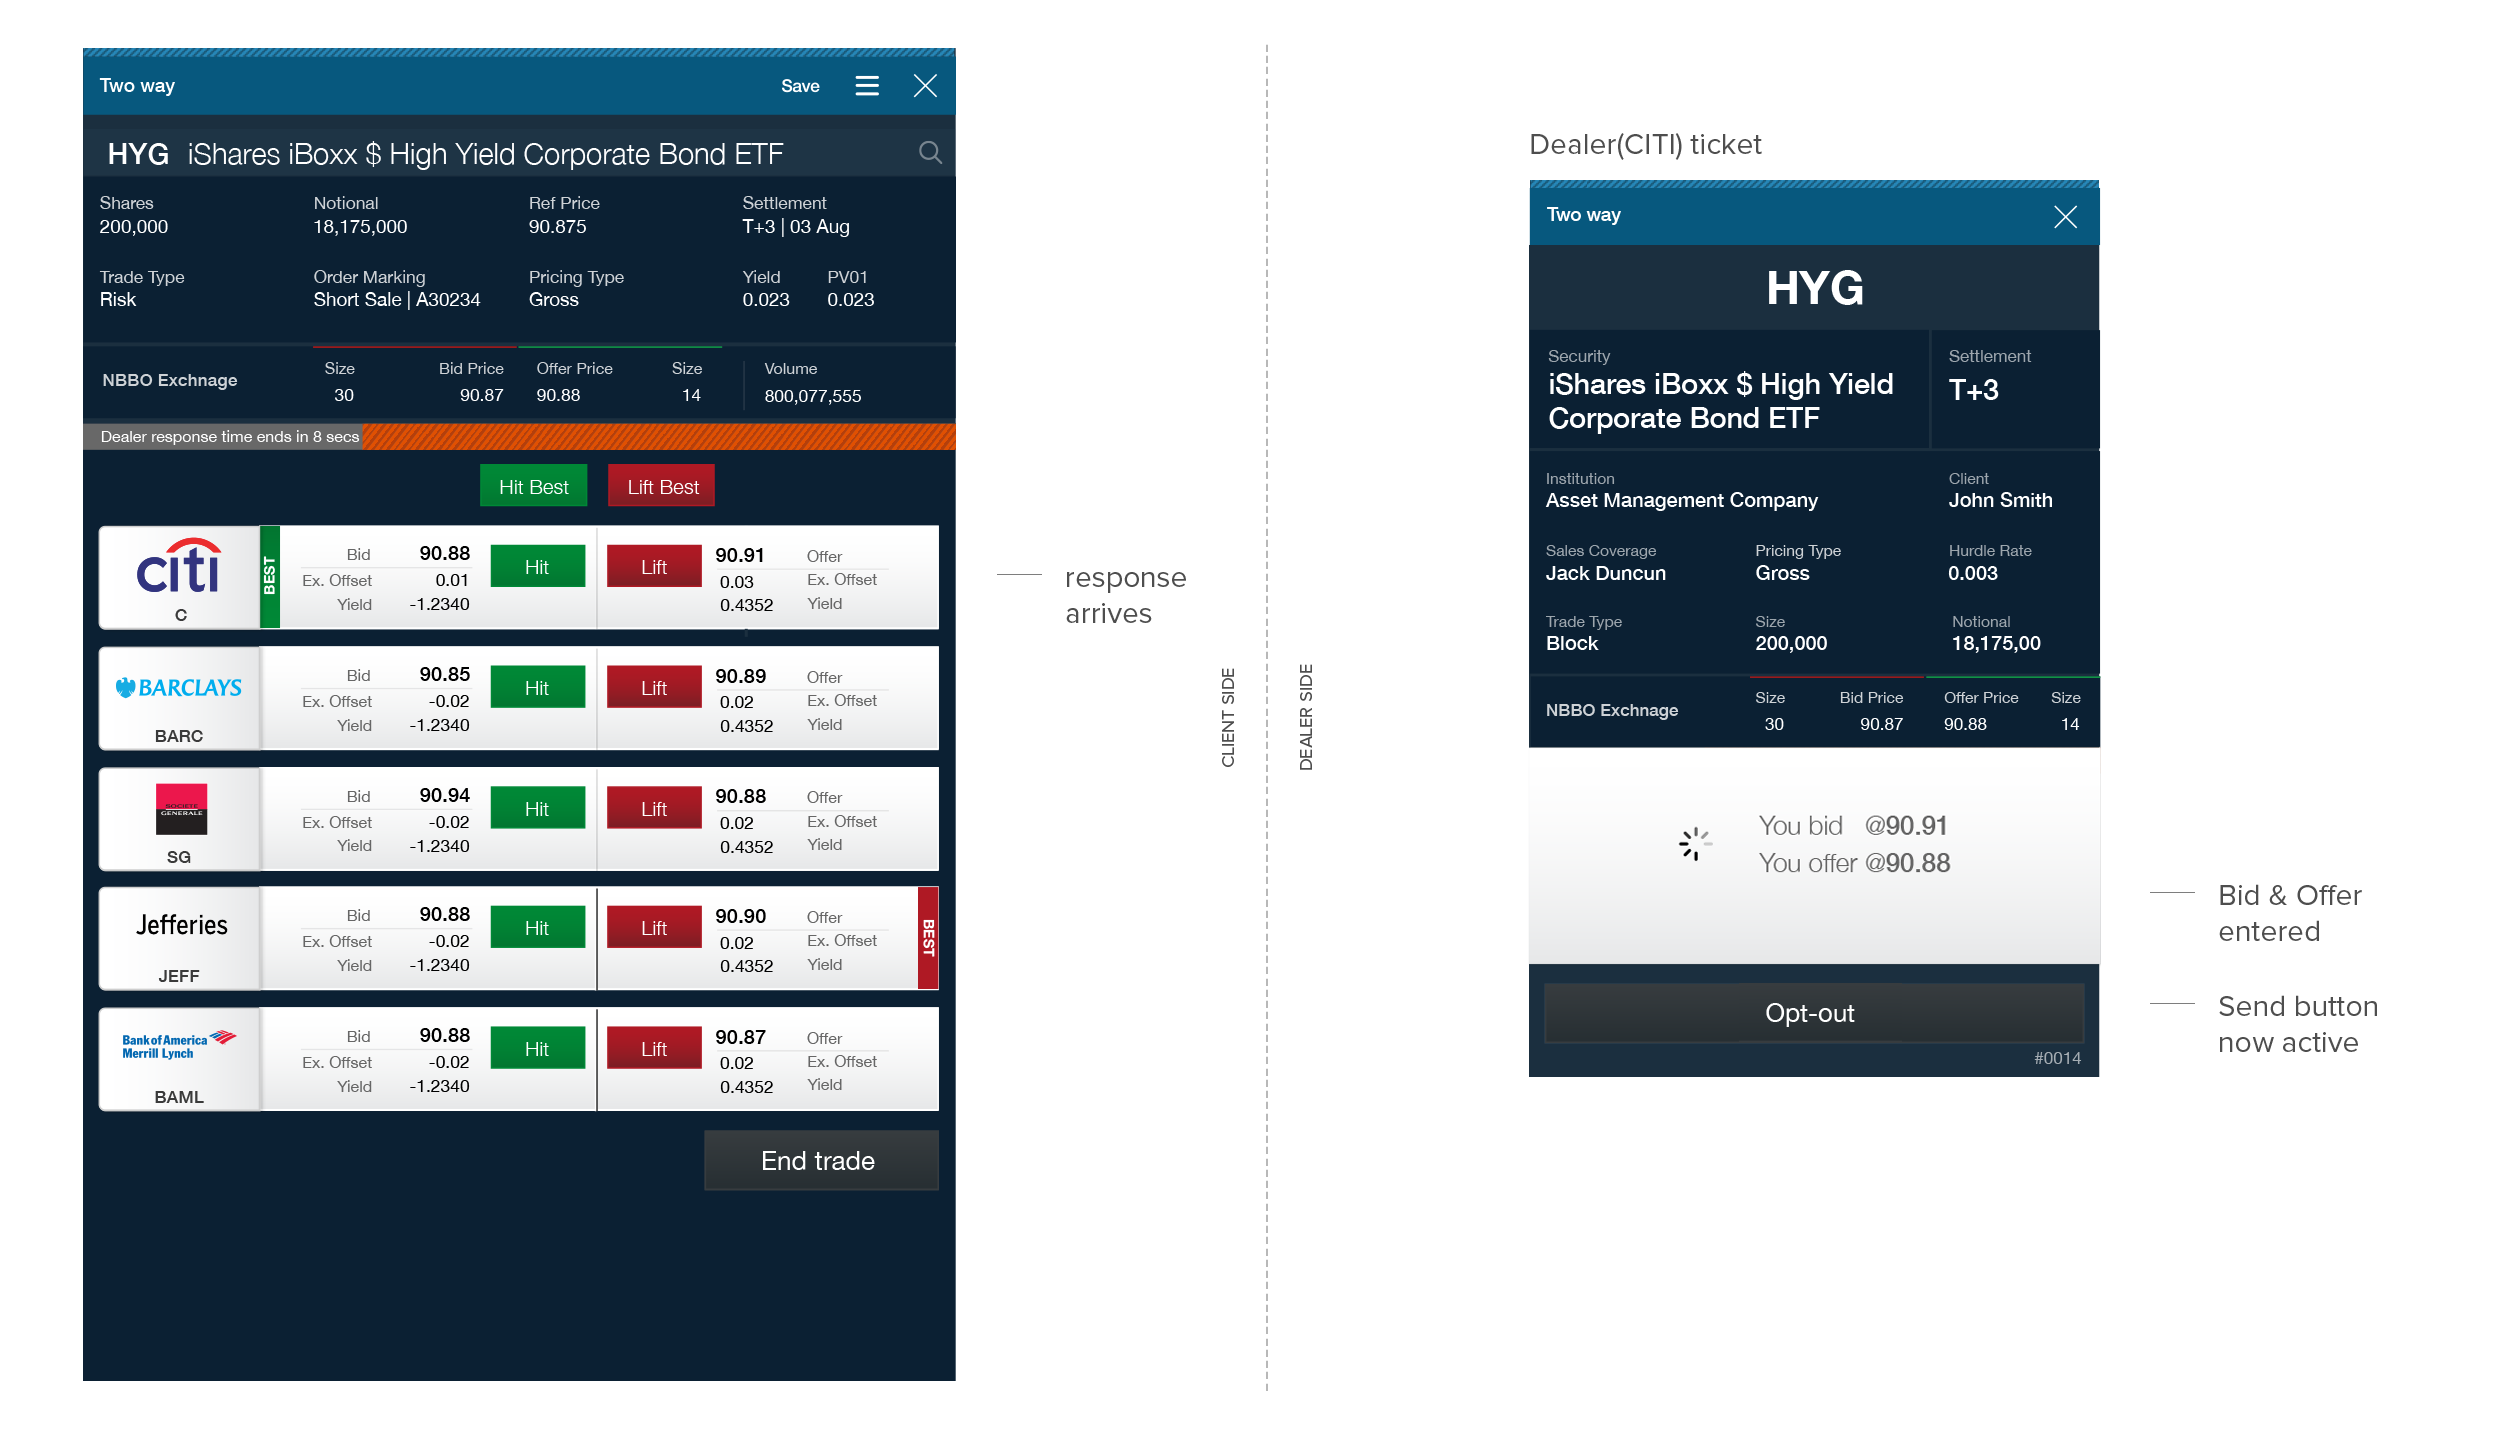 Two way
Save
HYG iShares iBoxx $ High Yield Corporate Bond ETF
Shares Notional Ref Price Settlement
200,000 18,175,000 90.875 T+3 | 03 Aug
Trade Type Order Marking Pricing Type Yield PV01
Risk Short Sale | A30234 Gross 0.023 0.023
Size Bid Price Offer Price Size Volume
NBBO Exchnage
30 90.87 90.88 14 800,077,555
Dealer response time ends in 8 secs
Hit Best Lift Best
citi
C
BEST
Bid 90.88 Hit Lift 90.91 Offer
Ex. Offset 0.01 0.03 Ex. Offset
Yield -1.2340 0.4352 Yield
BARCLAYS
BARC
Bid 90.85 Hit Lift 90.89 Offer
Ex. Offset -0.02 0.02 Ex. Offset
Yield -1.2340 0.4352 Yield
SOCIETE
GENERALE
SG
Bid 90.94 Hit Lift 90.88 Offer
Ex. Offset -0.02 0.02 Ex. Offset
Yield -1.2340 0.4352 Yield
Jefferies
JEFF
Bid 90.88 Hit Lift 90.90 Offer
Ex. Offset -0.02 0.02 Ex. Offset
Yield -1.2340 0.4352 Yield
BEST
Bank of America
Merrill Lynch
BAML
Bid 90.88 Hit Lift 90.87 Offer
Ex. Offset -0.02 0.02 Ex. Offset
Yield -1.2340 0.4352 Yield
End trade
response
arrives
CLIENT SIDE
DEALER SIDE
Dealer(CITI) ticket
Two way
HYG
Security Settlement
iShares iBoxx $ High Yield T+3
Corporate Bond ETF
Institution Client
Asset Management Company John Smith
Sales Coverage Pricing Type Hurdle Rate
Jack Duncun Gross 0.003
Trade Type Size Notional
Block 200,000 18,175,00
Size Bid Price Offer Price Size
NBBO Exchnage
30 90.87 90.88 14
You bid @90.91
You offer @90.88
Opt-out
#0014
Bid & Offer
entered
Send button
now active